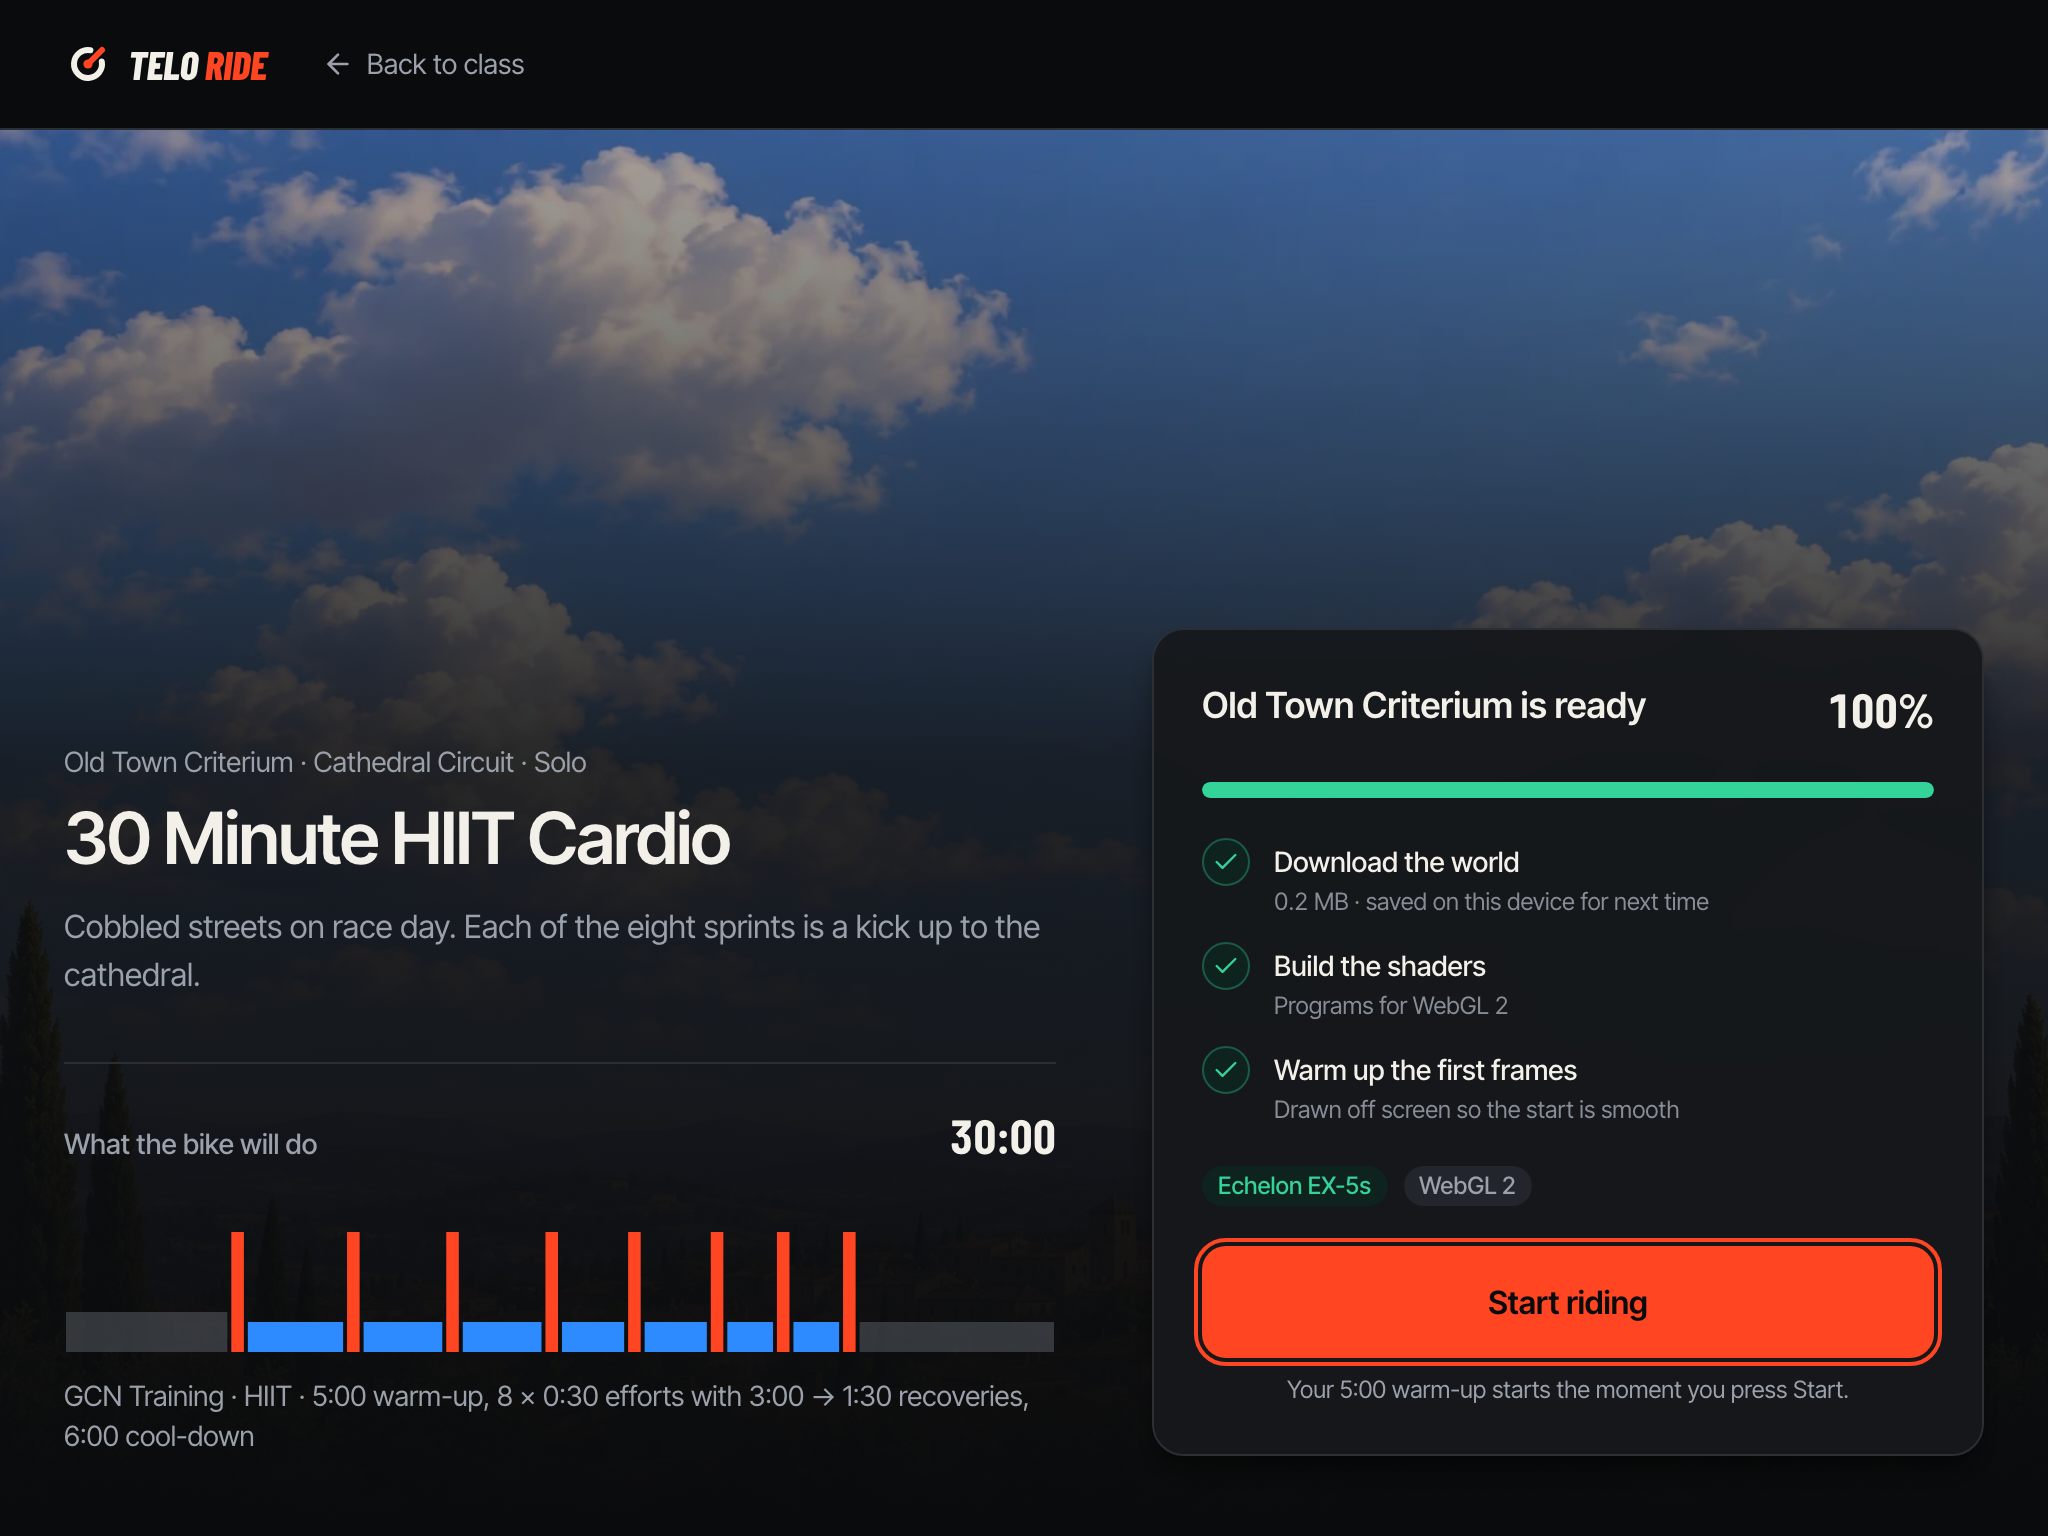 TELO RIDE
Back to class
Old Town Criterium · Cathedral Circuit · Solo
30 Minute HIIT Cardio
Cobbled streets on race day. Each of the eight sprints is a kick up to the
cathedral.
What the bike will do
30:00
GCN Training · HIIT · 5:00 warm-up, 8 × 0:30 efforts with 3:00 → 1:30 recoveries,
6:00 cool-down
Old Town Criterium is ready
100%
Download the world
0.2 MB · saved on this device for next time
Build the shaders
Programs for WebGL 2
Warm up the first frames
Drawn off screen so the start is smooth
Echelon EX-5s
WebGL 2
Start riding
Your 5:00 warm-up starts the moment you press Start.